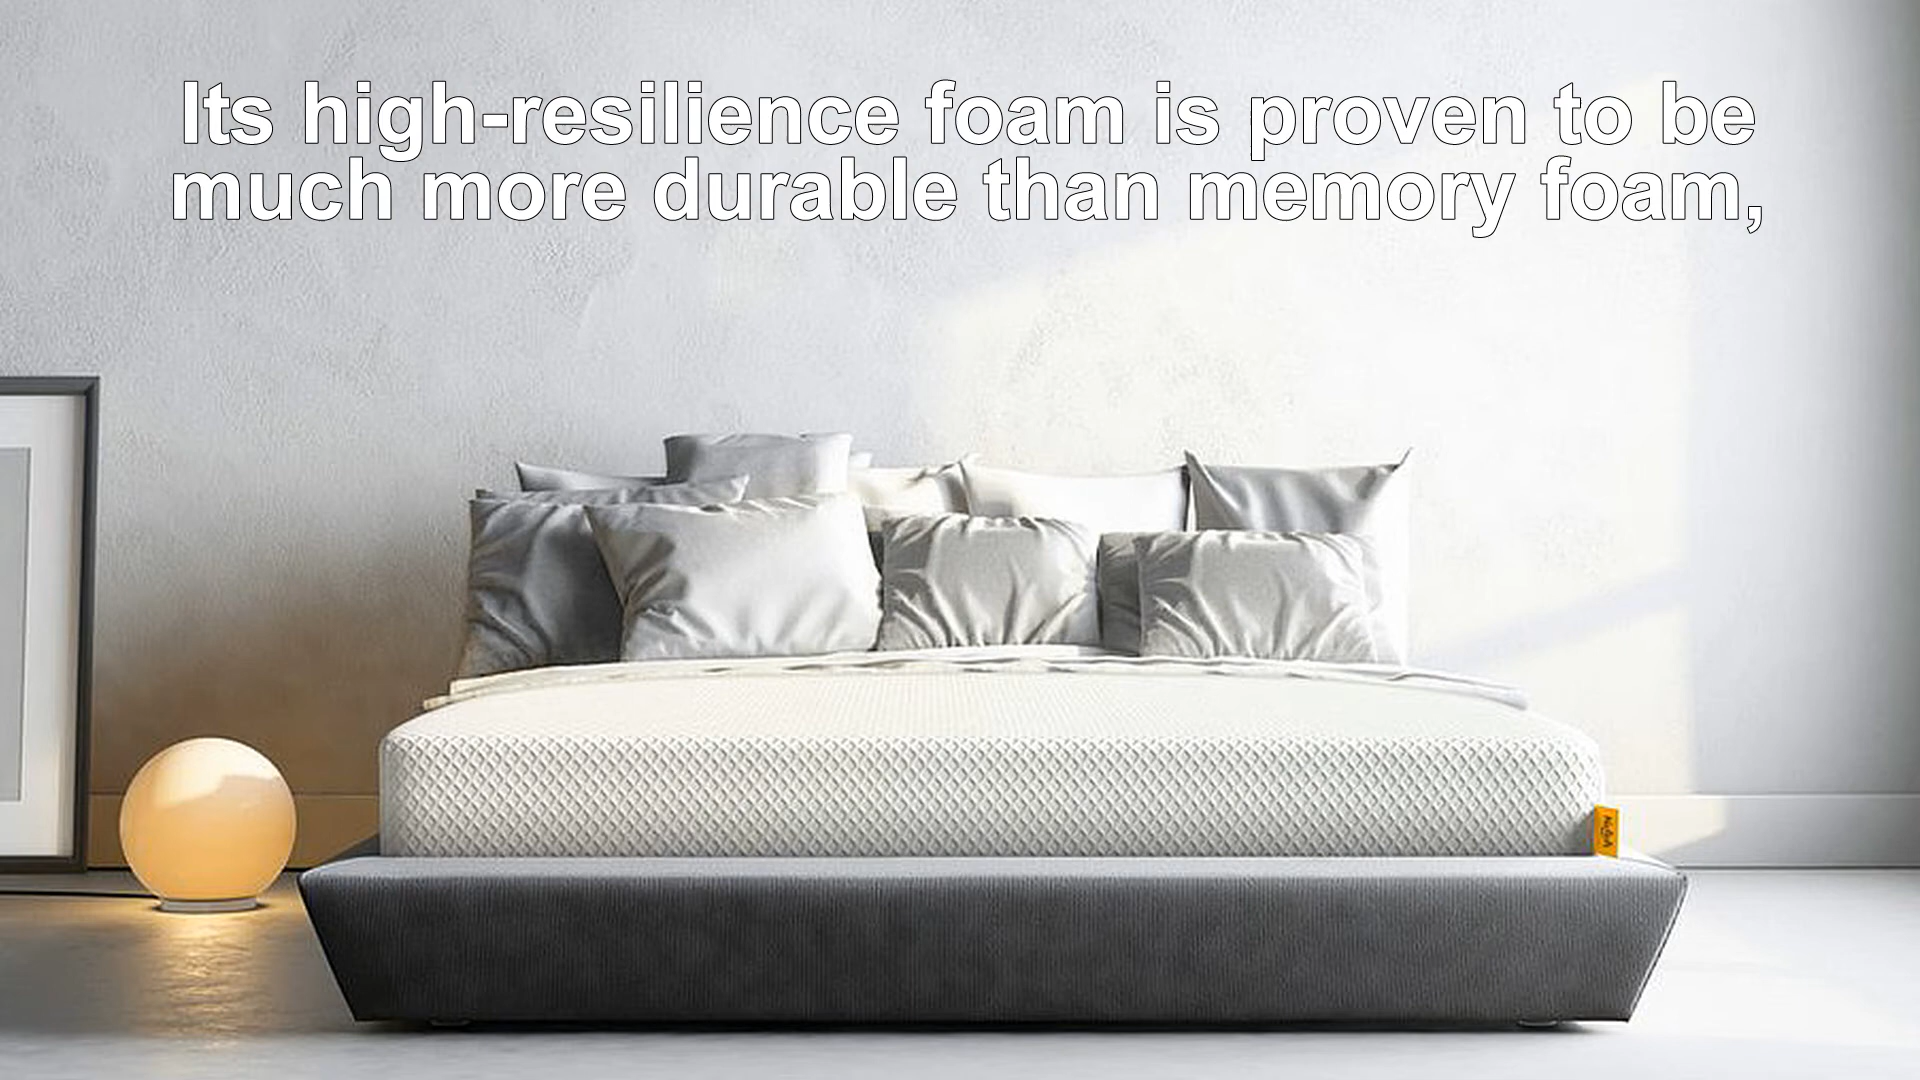 Its high-resilience foam is proven to be
much more durable than memory foam,